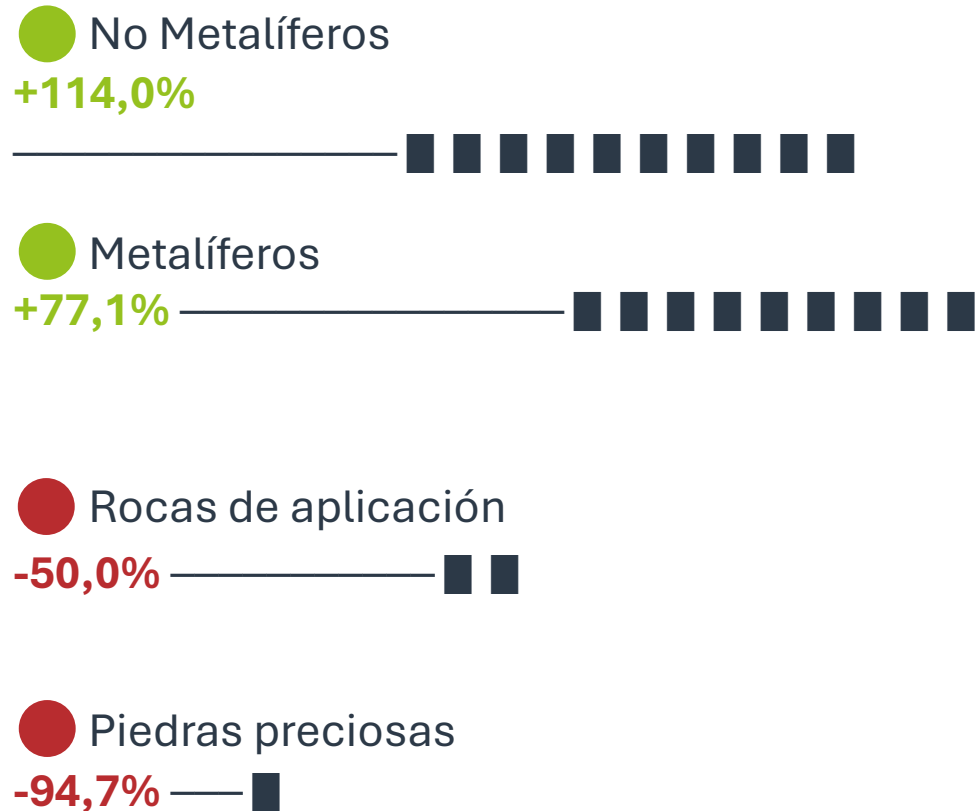 No Metalíferos
+114,0%
Metalíferos
+77,1%
Rocas de aplicación
-50,0%
Piedras preciosas
-94,7%